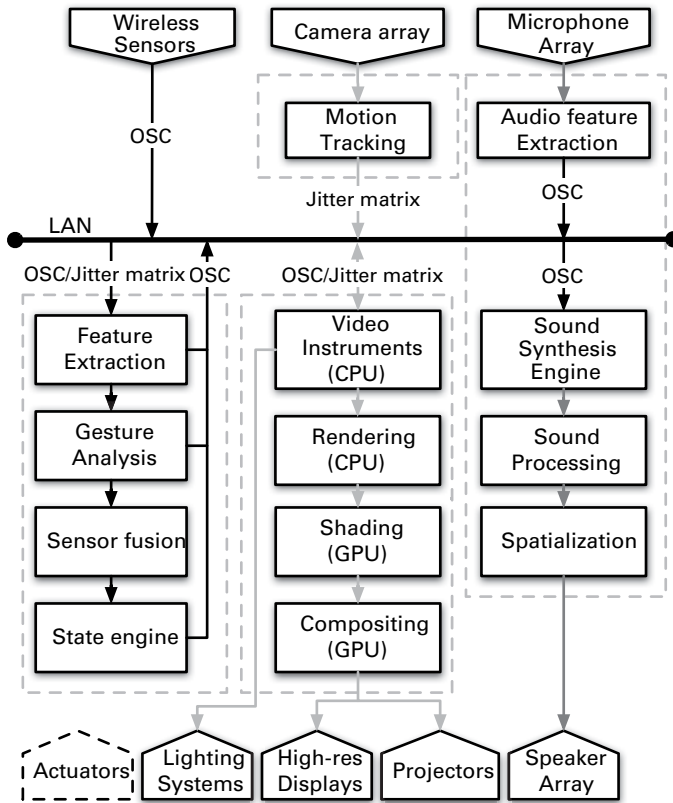 Wireless
Sensors
Camera array
Microphone
Array
Motion
Tracking
Audio feature
Extraction
OSC
Jitter matrix
OSC
LAN
OSC/Jitter matrix
OSC
OSC/Jitter matrix
OSC
Feature
Extraction
Video
Instruments
(CPU)
Sound
Synthesis
Engine
Gesture
Analysis
Rendering
(CPU)
Sound
Processing
Sensor fusion
Shading
(GPU)
Spatialization
State engine
Compositing
(GPU)
Actuators
Lighting
Systems
High-res
Displays
Projectors
Speaker
Array